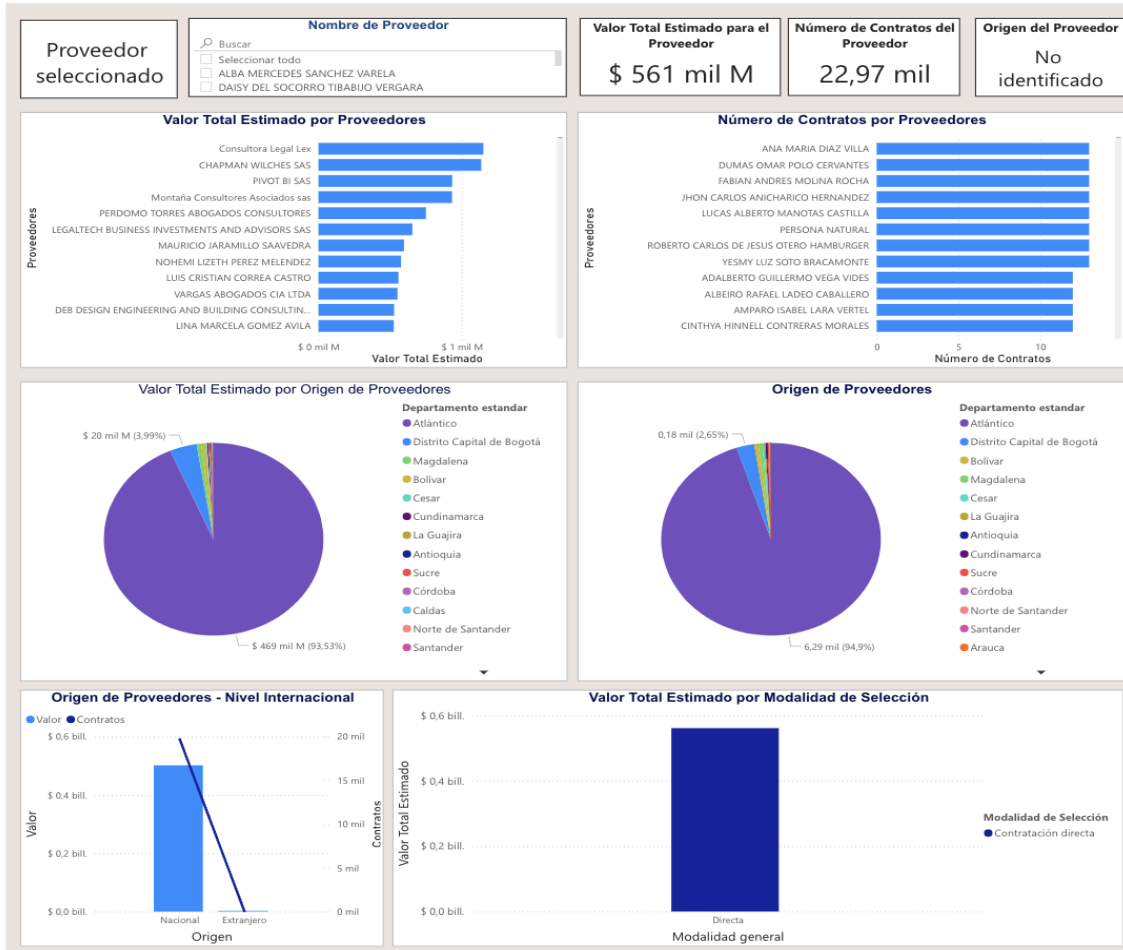 Proveedor
seleccionado
Nombre de Proveedor
Buscar
Seleccionar todo
ALBA MERCEDES SANCHEZ VARELA
DAISY DEL SOCORRO TIBABIJO VERGARA
Valor Total Estimado para el
Proveedor
$ 561 mil M
Número de Contratos del
Proveedor
22,97 mil
Origen del Proveedor
No
identificado
Valor Total Estimado por Proveedores
Proveedores
Consultora Legal Lex
CHAPMAN WILCHES SAS
PIVOT BI SAS
Montaña Consultores Asociados sas
PERDOMO TORRES ABOGADOS CONSULTORES
LEGALTECH BUSINESS INVESTMENTS AND ADVISORS SAS
MAURICIO JARAMILLO SAAVEDRA
NOHEMI LIZETH PEREZ MELENDEZ
LUIS CRISTIAN CORREA CASTRO
VARGAS ABOGADOS CIA LTDA
DEB DESIGN ENGINEERING AND BUILDING CONSULTIN...
LINA MARCELA GOMEZ AVILA
$ 0 mil M $ 1 mil M
Valor Total Estimado
Número de Contratos por Proveedores
Proveedores
ANA MARIA DIAZ VILLA
DUMAS OMAR POLO CERVANTES
FABIAN ANDRES MOLINA ROCHA
JHON CARLOS ANICHARICO HERNANDEZ
LUCAS ALBERTO MANOTAS CASTILLA
PERSONA NATURAL
ROBERTO CARLOS DE JESUS OTERO HAMBURGER
YESMY LUZ SOTO BRACAMONTE
ADALBERTO GUILLERMO VEGA VIDES
ALBEIRO RAFAEL LADEO CABALLERO
AMPARO ISABEL LARA VERTEL
CINTHYA HINNELL CONTRERAS MORALES
0 5 10
Número de Contratos
Valor Total Estimado por Origen de Proveedores
$ 20 mil M (3,99%)
$ 469 mil M (93,53%)
Departamento estandar
Atlántico
Distrito Capital de Bogotá
Magdalena
Bolívar
Cesar
Cundinamarca
La Guajira
Antioquia
Sucre
Córdoba
Caldas
Norte de Santander
Santander
Origen de Proveedores
0,18 mil (2,65%)
6,29 mil (94,9%)
Departamento estandar
Atlántico
Distrito Capital de Bogotá
Bolívar
Magdalena
Cesar
La Guajira
Antioquia
Cundinamarca
Sucre
Córdoba
Norte de Santander
Santander
Arauca
Origen de Proveedores - Nivel Internacional
Valor Contratos
Valor
$ 0,6 bill.
$ 0,4 bill.
$ 0,2 bill.
$ 0,0 bill.
20 mil
15 mil
10 mil
5 mil
0 mil
Contratos
Nacional Extranjero
Origen
Valor Total Estimado por Modalidad de Selección
Valor Total Estimado
$ 0,6 bill.
$ 0,4 bill.
$ 0,2 bill.
$ 0,0 bill.
Directa
Modalidad general
Modalidad de Selección
Contratación directa